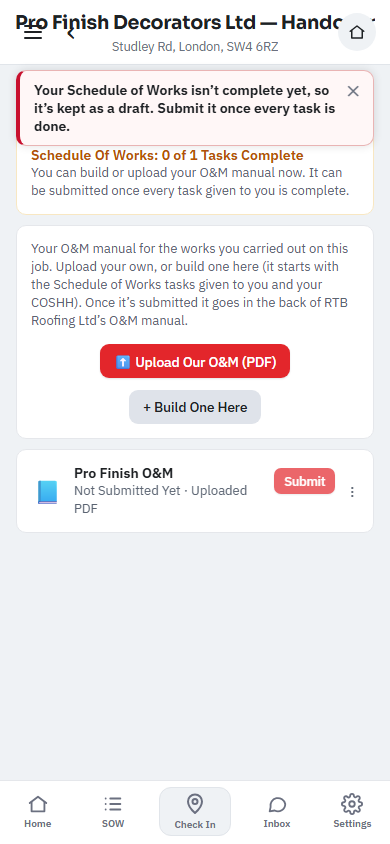 Pro Finish Decorators Ltd — Handover
Studley Rd, London, SW4 6RZ
Your Schedule of Works isn’t complete yet, so
it’s kept as a draft. Submit it once every task is
done.
Schedule Of Works: 0 of 1 Tasks Complete
You can build or upload your O&M manual now. It can
be submitted once every task given to you is complete.
Your O&M manual for the works you carried out on this
job. Upload your own, or build one here (it starts with
the Schedule of Works tasks given to you and your
COSHH). Once it’s submitted it goes in the back of RTB
Roofing Ltd’s O&M manual.
Upload Our O&M (PDF)
+ Build One Here
Pro Finish O&M
Not Submitted Yet · Uploaded
PDF
Submit
Home
SOW
Check In
Inbox
Settings